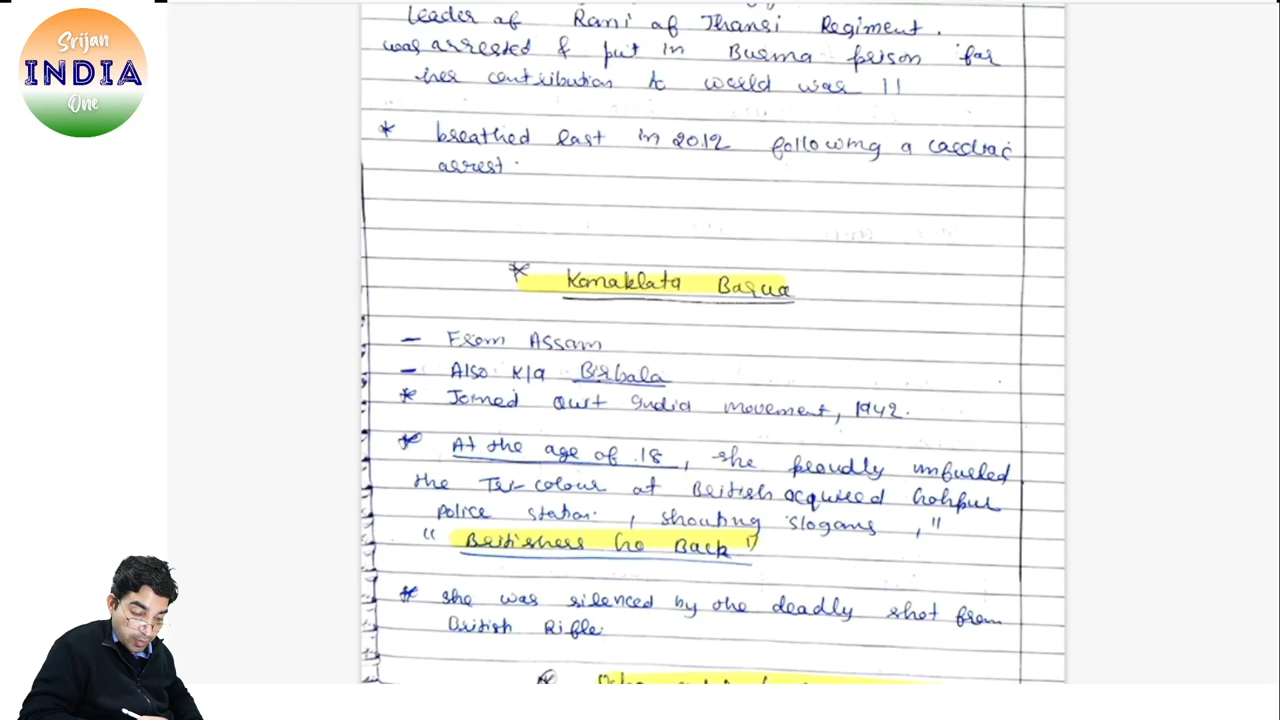 Srijan
INDIA
One
Leader of Rani of Jhansi Regiment.
was arrested & put in Burma prison for
her contribution to world war II
* breathed last in 2012 following a cardiac
arrest.
* Kanaklata Barua
- From Assam
- Also K/a Birbala
* Joined Quit India movement, 1942.
* At the age of 18, she proudly unfurled
the Tri-colour at British acquired Gohpur
police station, shouting slogans,"
"Britishers Go Back"
* she was silenced by the deadly shot from
British Rifle.